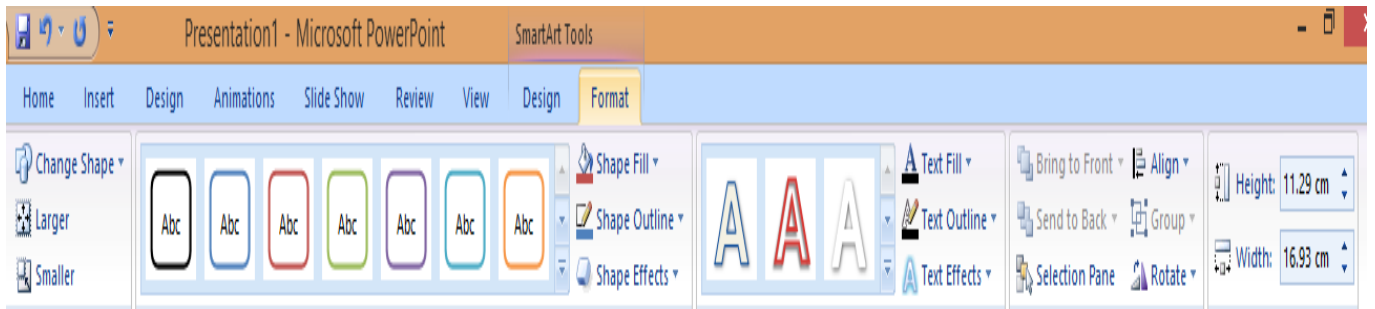 Presentation1 - Microsoft PowerPoint SmartArt Tools
Home Insert Design Animations Slide Show Review View Design Format
Change Shape Shape Fill Text Fill Bring to Front Align Height: 11.29 cm
Larger Abc Abc Abc Abc Abc Abc Abc Shape Outline A A A Text Outline Send to Back Group
Smaller Shape Effects Text Effects Selection Pane Rotate Width: 16.93 cm